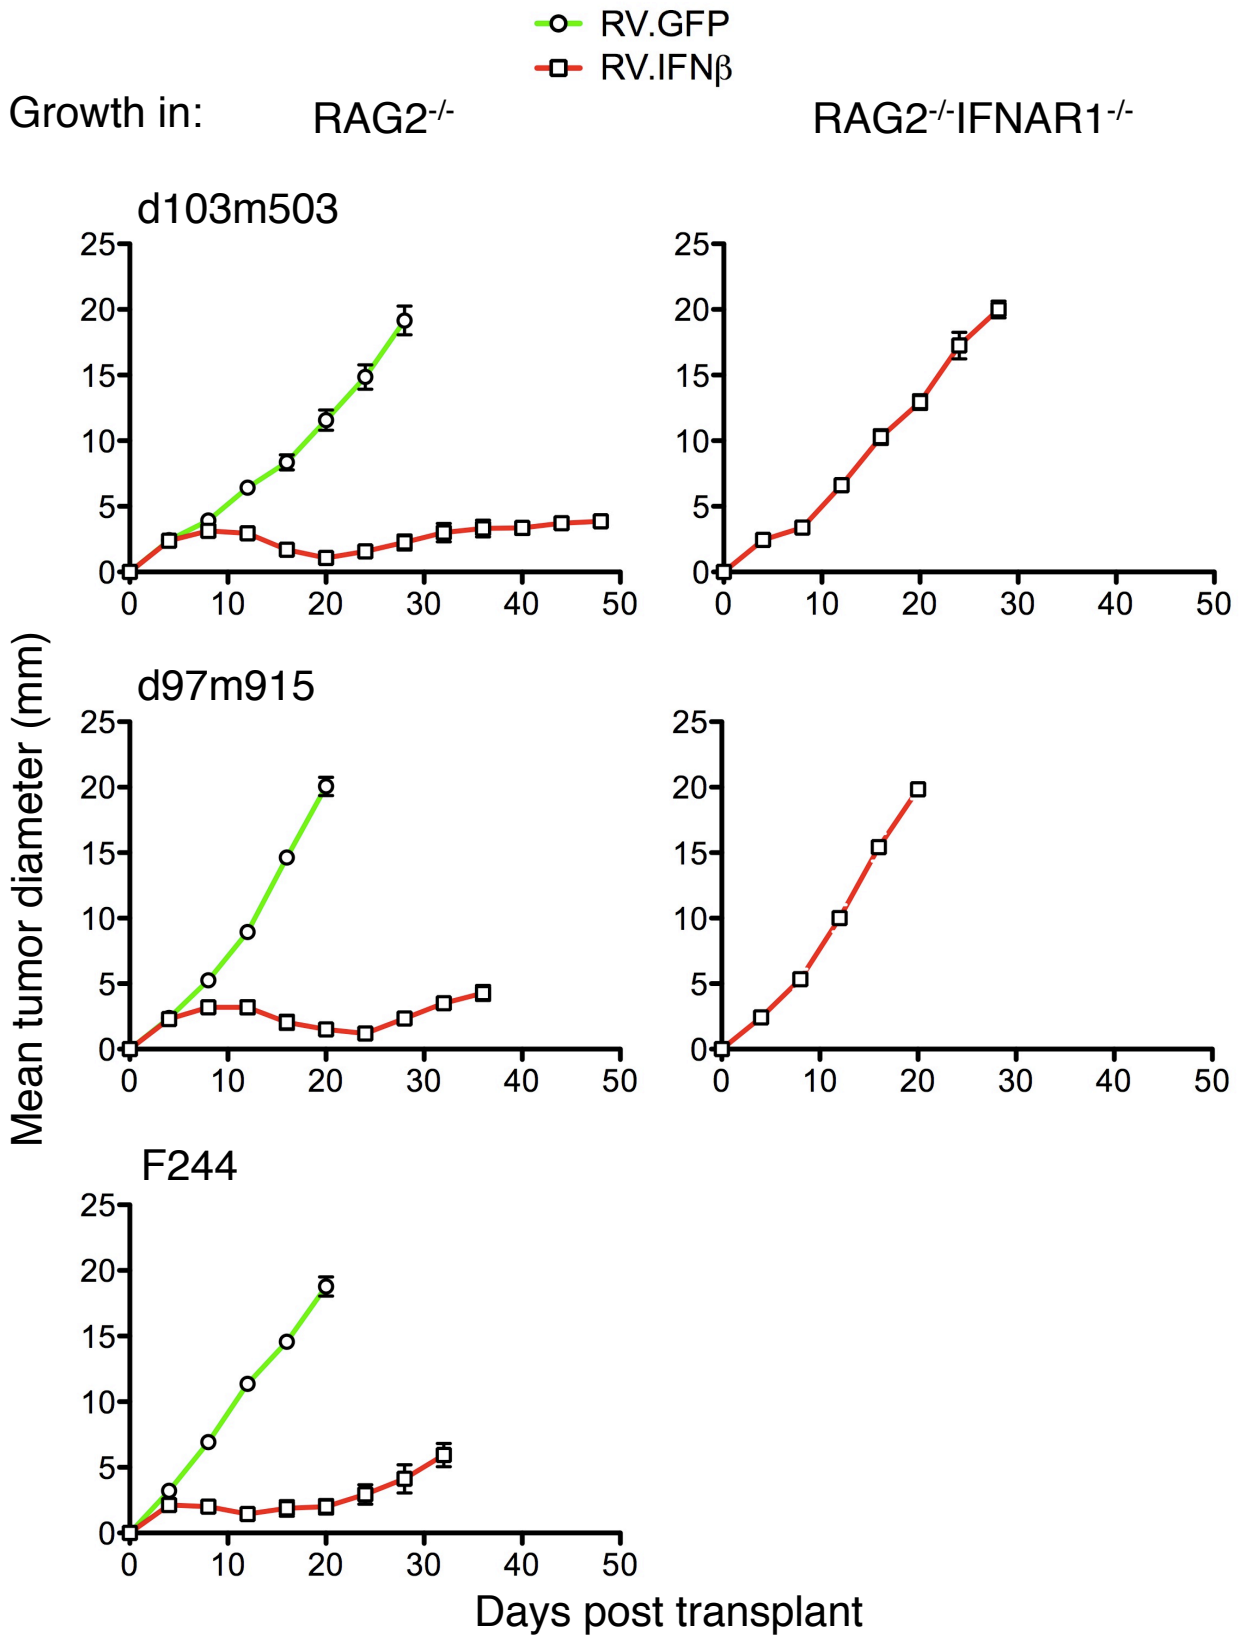 RV.GFP
RV.IFNβ
Growth in: RAG2-/- RAG2-/-IFNAR1-/-
d103m503
25 25
20 20
15 15
10 10
5 5
0 0
0 10 20 30 40 50 0 10 20 30 40 50
Mean tumor diameter (mm)
d97m915
25 25
20 20
15 15
10 10
5 5
0 0
0 10 20 30 40 50 0 10 20 30 40 50
F244
25
20
15
10
5
0
0 10 20 30 40 50
Days post transplant